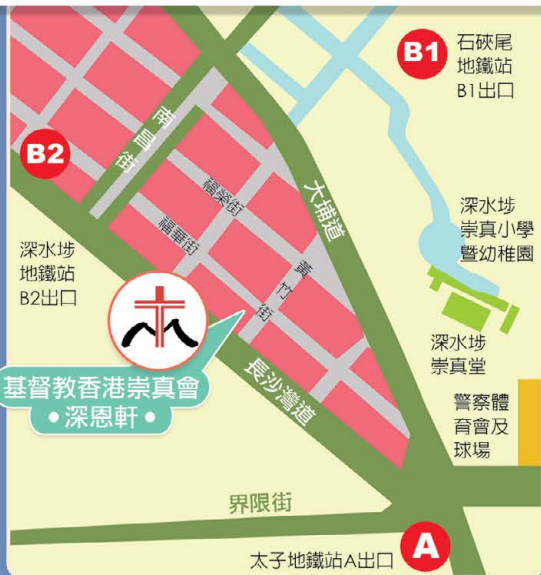 B1
石硤尾
地鐵站
B1出口
南昌街
B2
大埔道
福榮街
福華街
黃竹街
深水埗
地鐵站
B2出口
深水埗
崇真小學
暨幼稚園
深水埗
崇真堂
基督教香港崇真會
•深恩軒•
長沙灣道
警察體
育會及
球場
界限街
太子地鐵站A出口
A